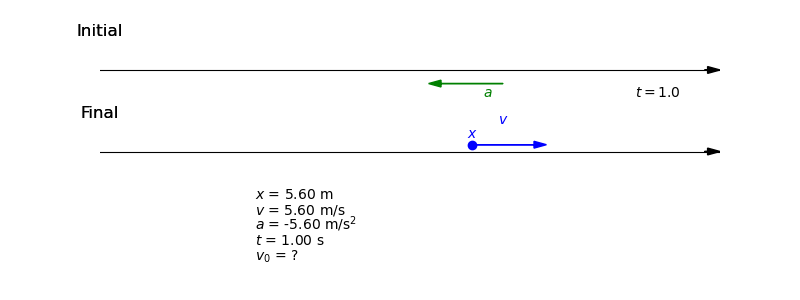 Initial
a
t = 1.0
Final
v
x
x = 5.60 m
v = 5.60 m/s
a = -5.60 m/s²
t = 1.00 s
v₀ = ?